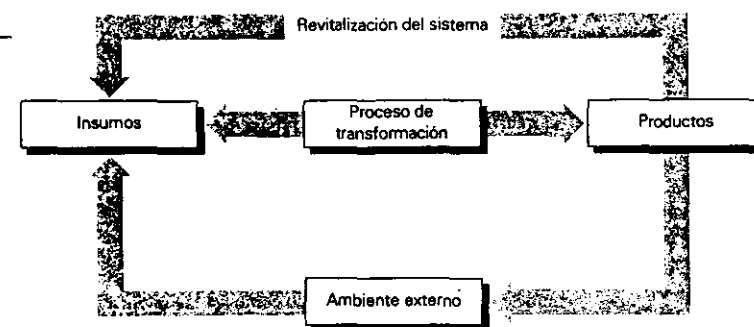 Revitalización del sistema
Insumos
Proceso de
transformación
Productos
Ambiente externo